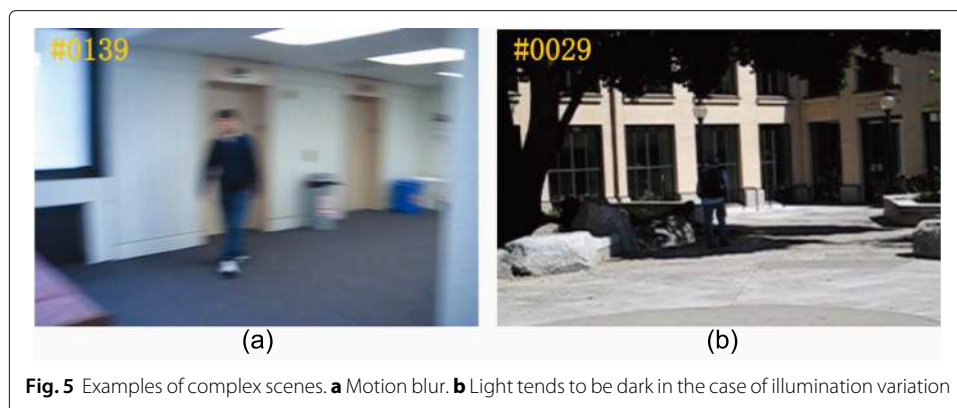 #0139
#0029
(a)
(b)
Fig. 5 Examples of complex scenes. a Motion blur. b Light tends to be dark in the case of illumination variation